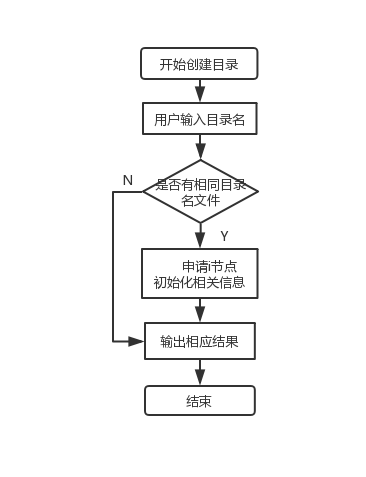 开始创建目录
用户输入目录名
N
是否有相同目录
名文件
Y
申请i节点
初始化相关信息
输出相应结果
结束